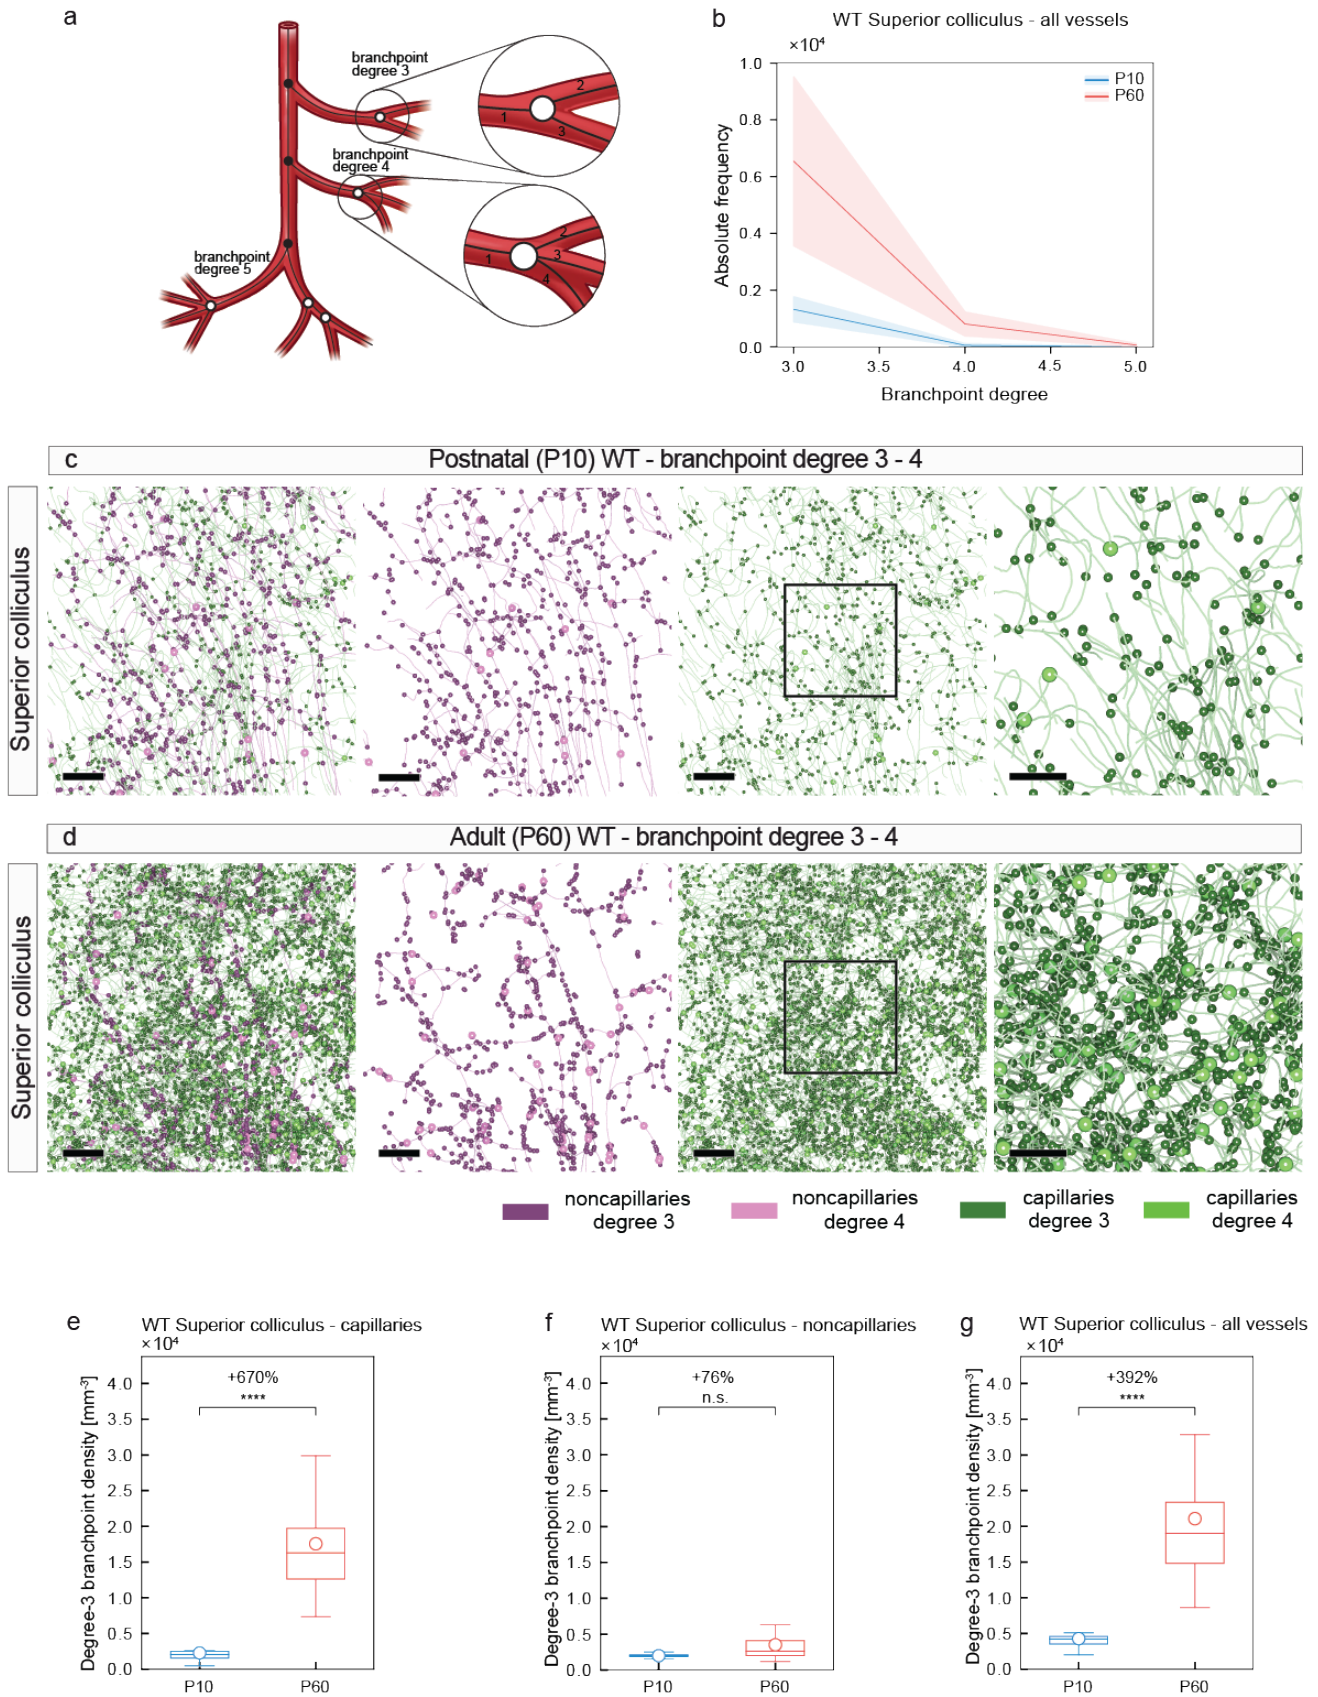 a
branchpoint
degree 3
2
1
3
branchpoint
degree 4
2
3
1
4
branchpoint
degree 5
b
WT Superior colliculus - all vessels
×10⁴
P10
P60
1.0
0.8
0.6
0.4
0.2
0.0
Absolute frequency
3.0 3.5 4.0 4.5 5.0
Branchpoint degree
c
Postnatal (P10) WT - branchpoint degree 3 - 4
Superior colliculus
d
Adult (P60) WT - branchpoint degree 3 - 4
Superior colliculus
noncapillaries
degree 3
noncapillaries
degree 4
capillaries
degree 3
capillaries
degree 4
e
WT Superior colliculus - capillaries
×10⁴
+670%
****
4.0
3.5
3.0
2.5
2.0
1.5
1.0
0.5
0.0
Degree-3 branchpoint density [mm⁻³]
P10 P60
f
WT Superior colliculus - noncapillaries
×10⁴
+76%
n.s.
4.0
3.5
3.0
2.5
2.0
1.5
1.0
0.5
0.0
Degree-3 branchpoint density [mm⁻³]
P10 P60
g
WT Superior colliculus - all vessels
×10⁴
+392%
****
4.0
3.5
3.0
2.5
2.0
1.5
1.0
0.5
0.0
Degree-3 branchpoint density [mm⁻³]
P10 P60